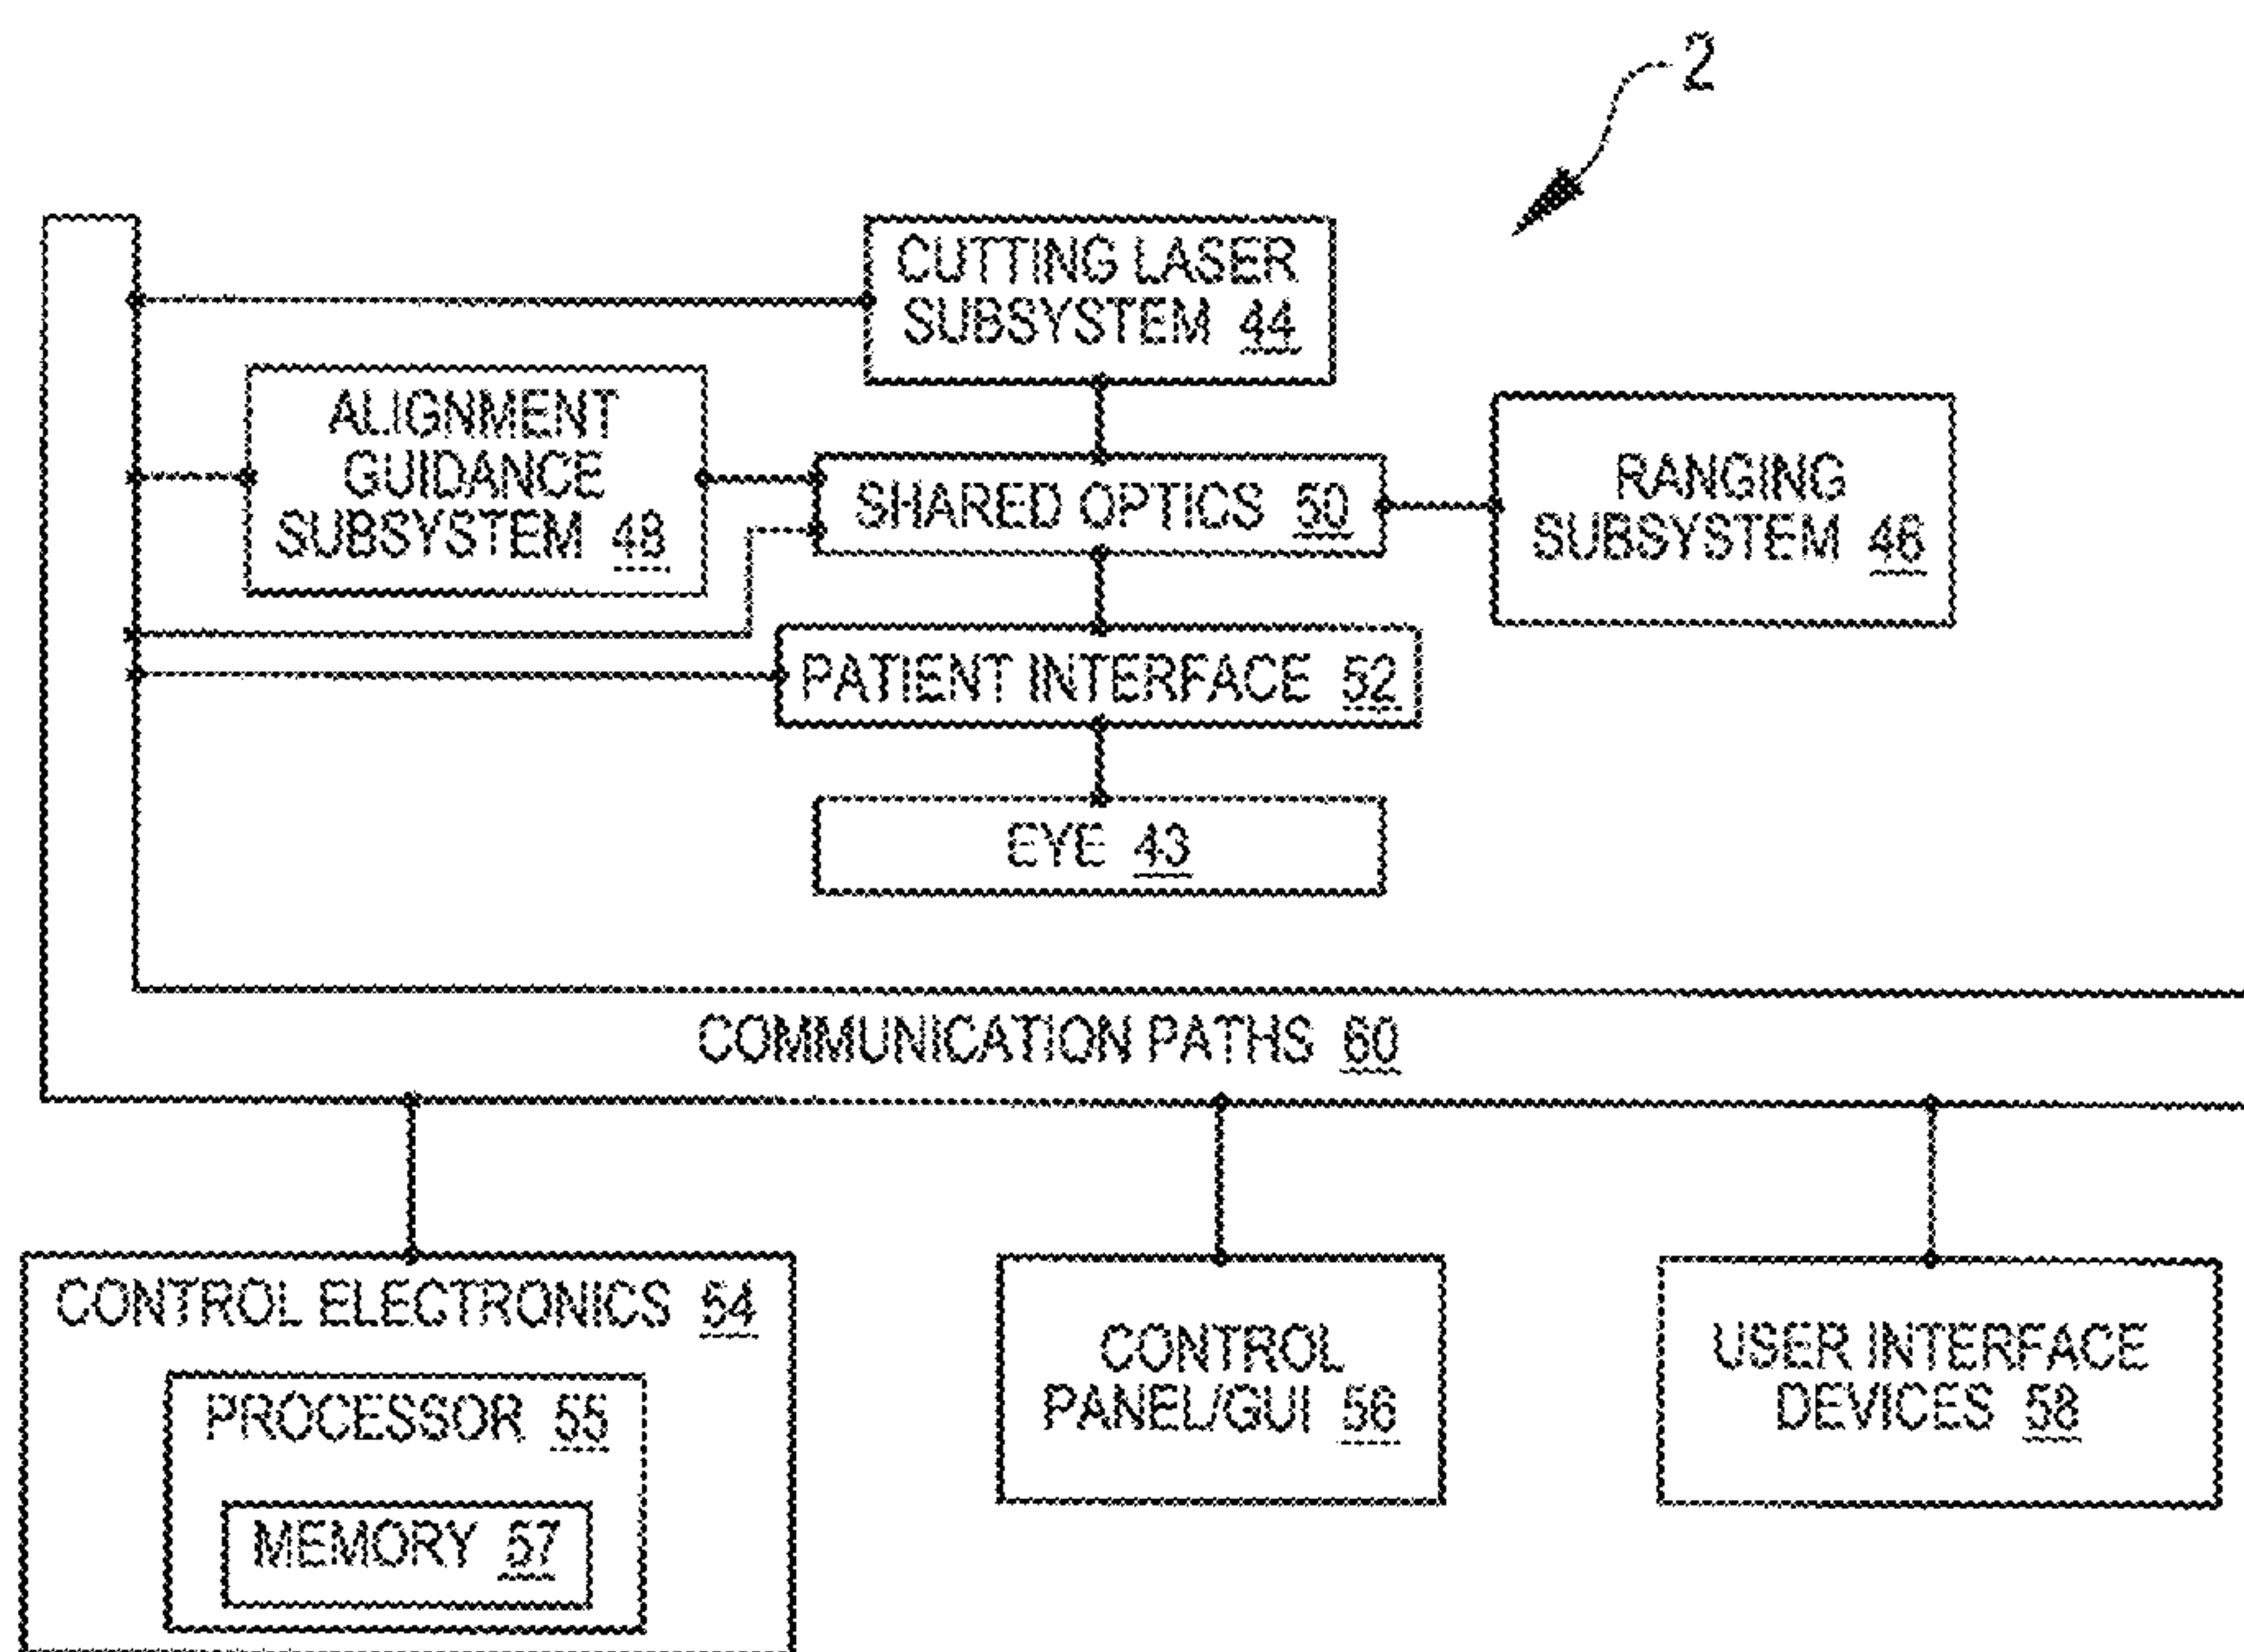 2
CUTTING LASER
SUBSYSTEM 44
ALIGNMENT
GUIDANCE
SUBSYSTEM 48
SHARED OPTICS 50
RANGING
SUBSYSTEM 46
PATIENT INTERFACE 52
EYE 43
COMMUNICATION PATHS 60
CONTROL ELECTRONICS 54
PROCESSOR 55
MEMORY 57
CONTROL
PANEL/GUI 56
USER INTERFACE
DEVICES 58